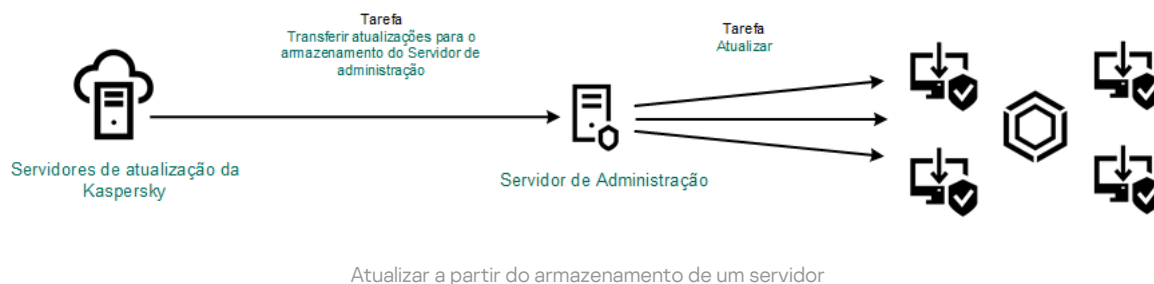 Tarefa
Transferir atualizações para o
armazenamento do Servidor de
administração
Tarefa
Atualizar
Servidores de atualização da
Kaspersky
Servidor de Administração
Atualizar a partir do armazenamento de um servidor